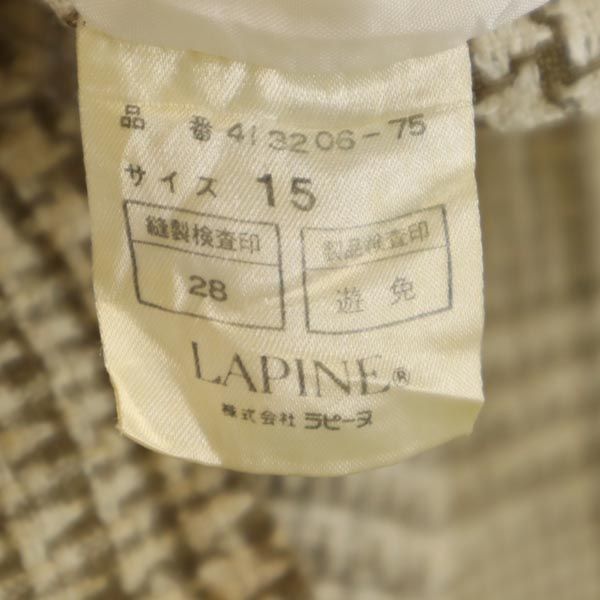 品 番 413206-75
サイズ 15
縫製検査印 製品検査印
28 遊免
LAPINE®
株式会社 ラピーヌ